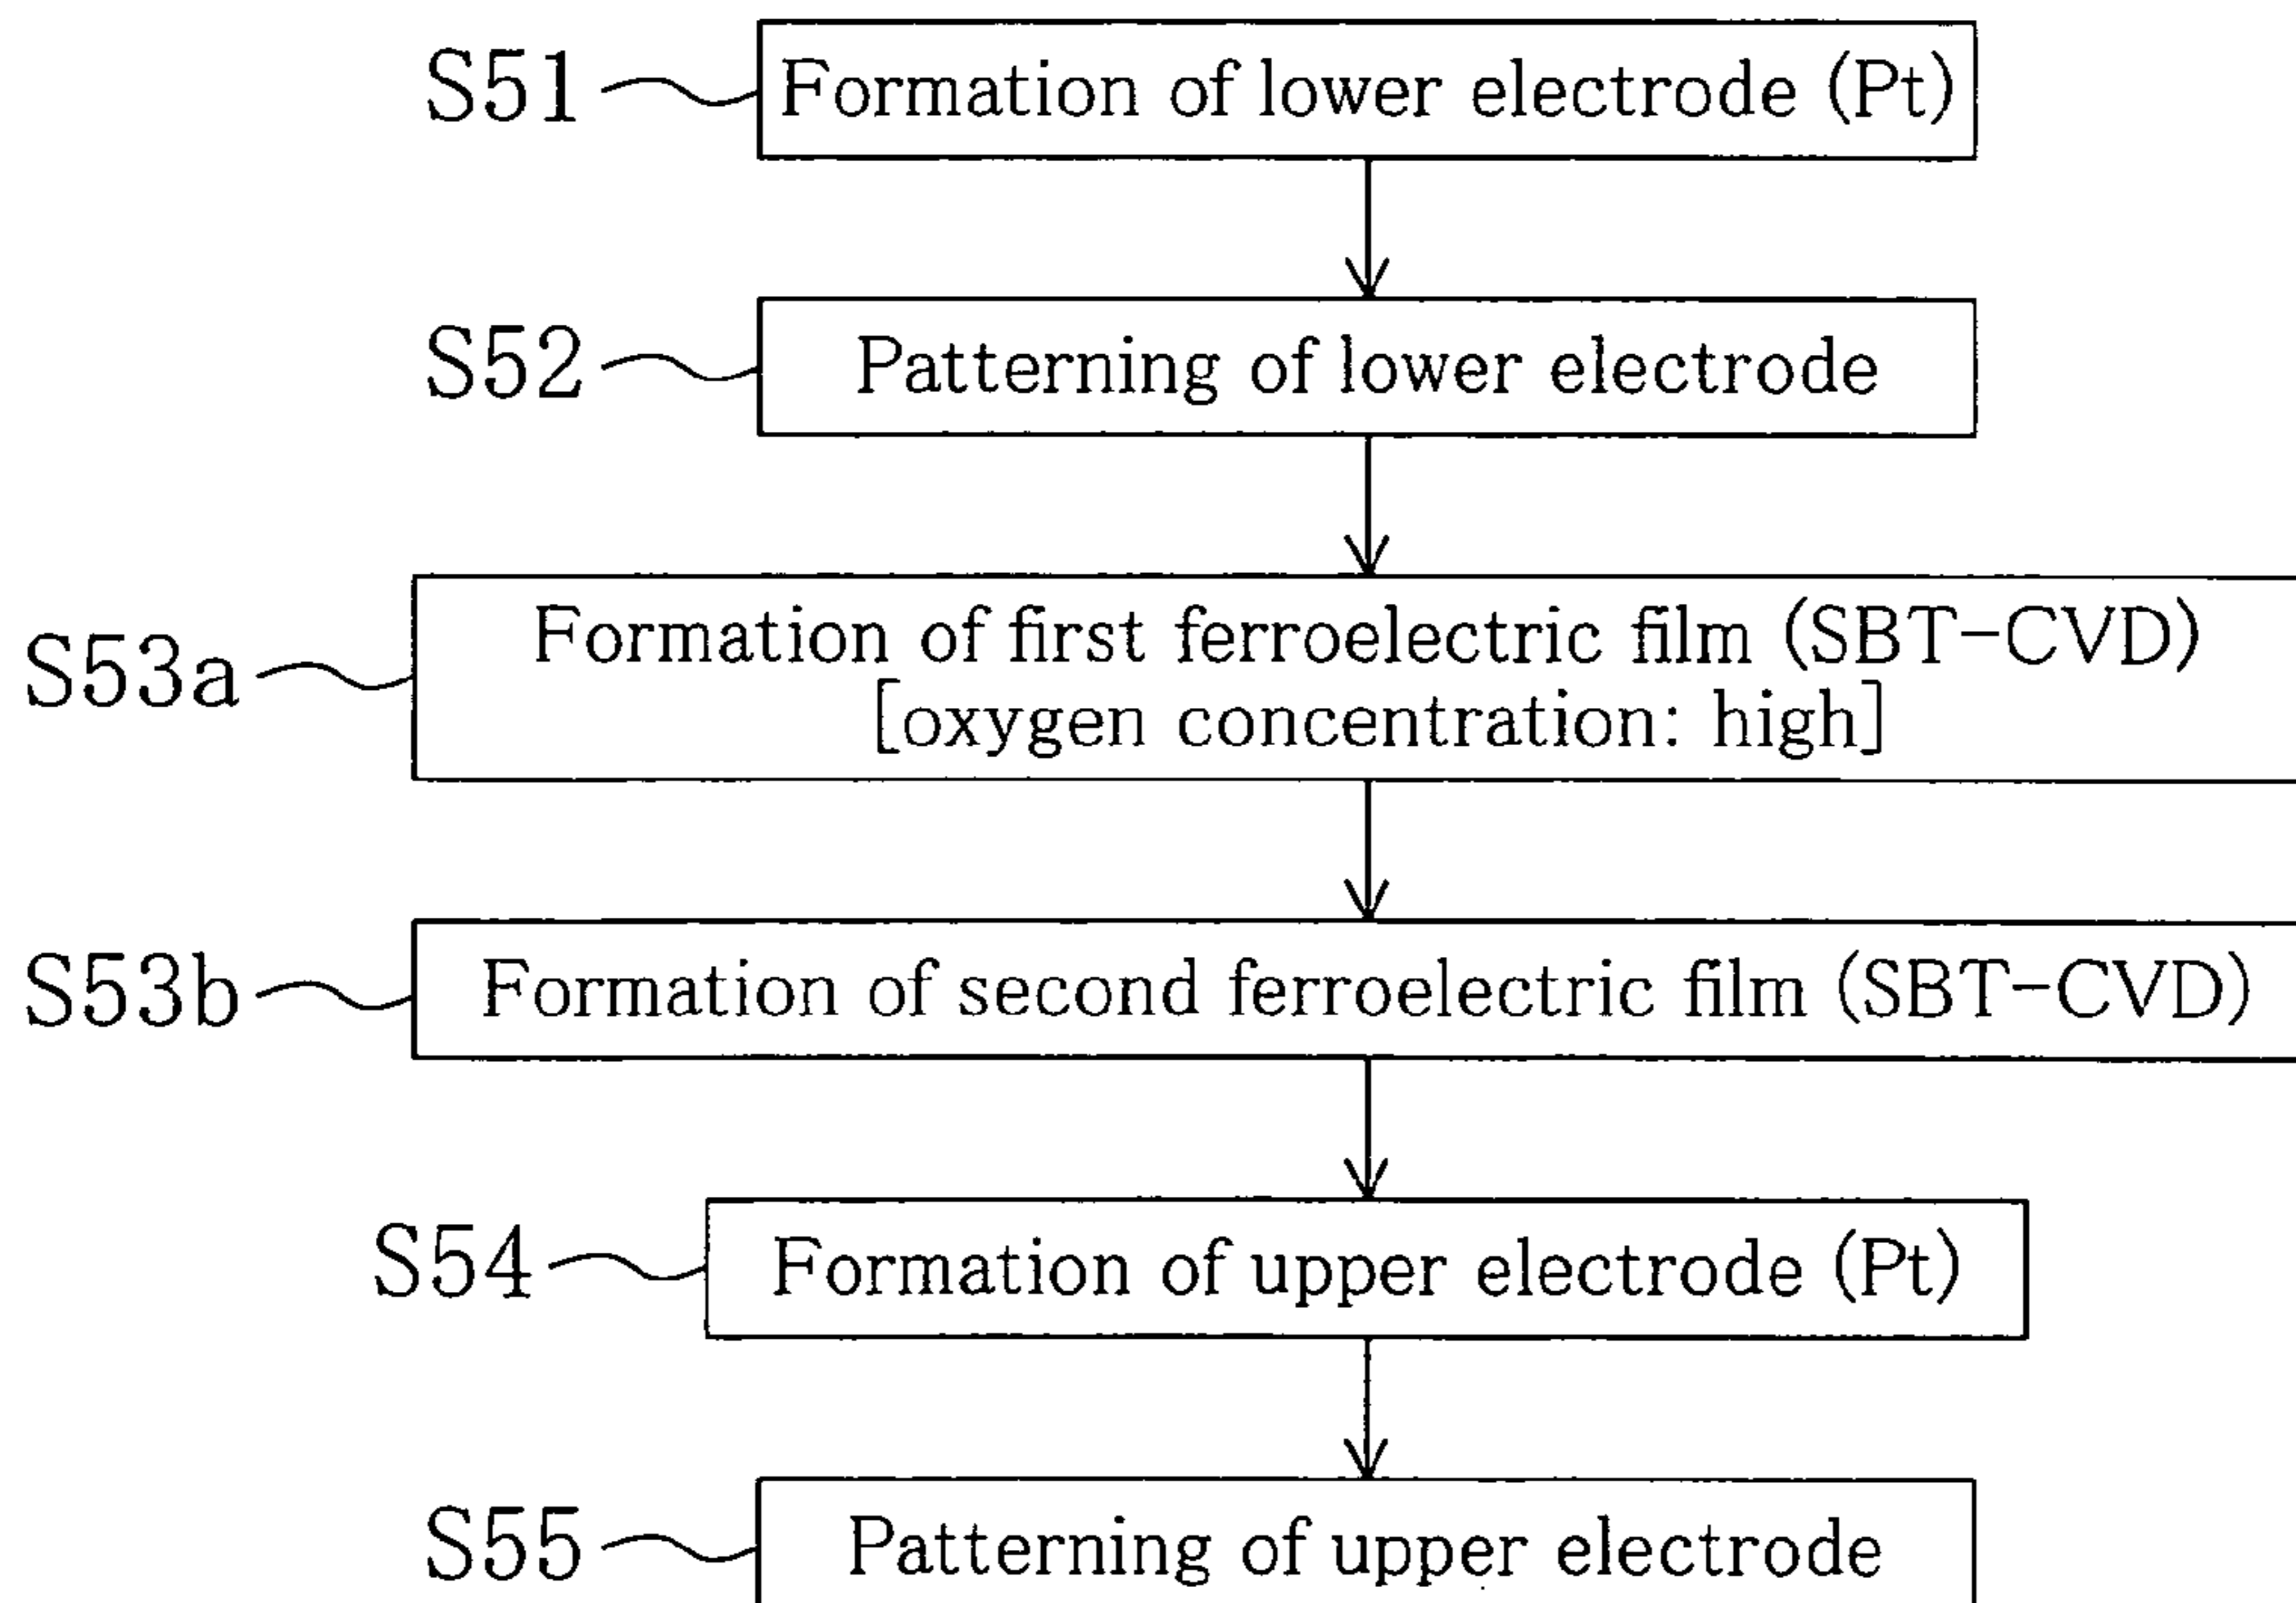 S51 Formation of lower electrode (Pt)
S52 Patterning of lower electrode
S53a Formation of first ferroelectric film (SBT-CVD)
[oxygen concentration: high]
S53b Formation of second ferroelectric film (SBT-CVD)
S54 Formation of upper electrode (Pt)
S55 Patterning of upper electrode